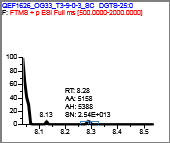 QEF1626_OG33_T3-9-0-3_SC DGTS-25:0
F: FTMS + p ESI Full ms [500.0000-2000.0000]
100
80
60
40
20
0
RT: 8.28
AA: 5158
AH: 5388
SN: 2.54E+013
8.13
8.1 8.2 8.3 8.4 8.5